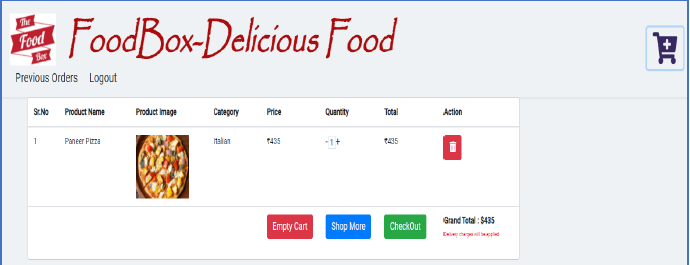 The
Food
Box
FoodBox-Delicious Food
Previous Orders Logout
Sr.No Product Name Product Image Category Price Quantity Total Action
1 Paneer Pizza Italian ₹435 - 1 + ₹435
Empty Cart Shop More CheckOut Grand Total : $435
!Delivery charges will be applied